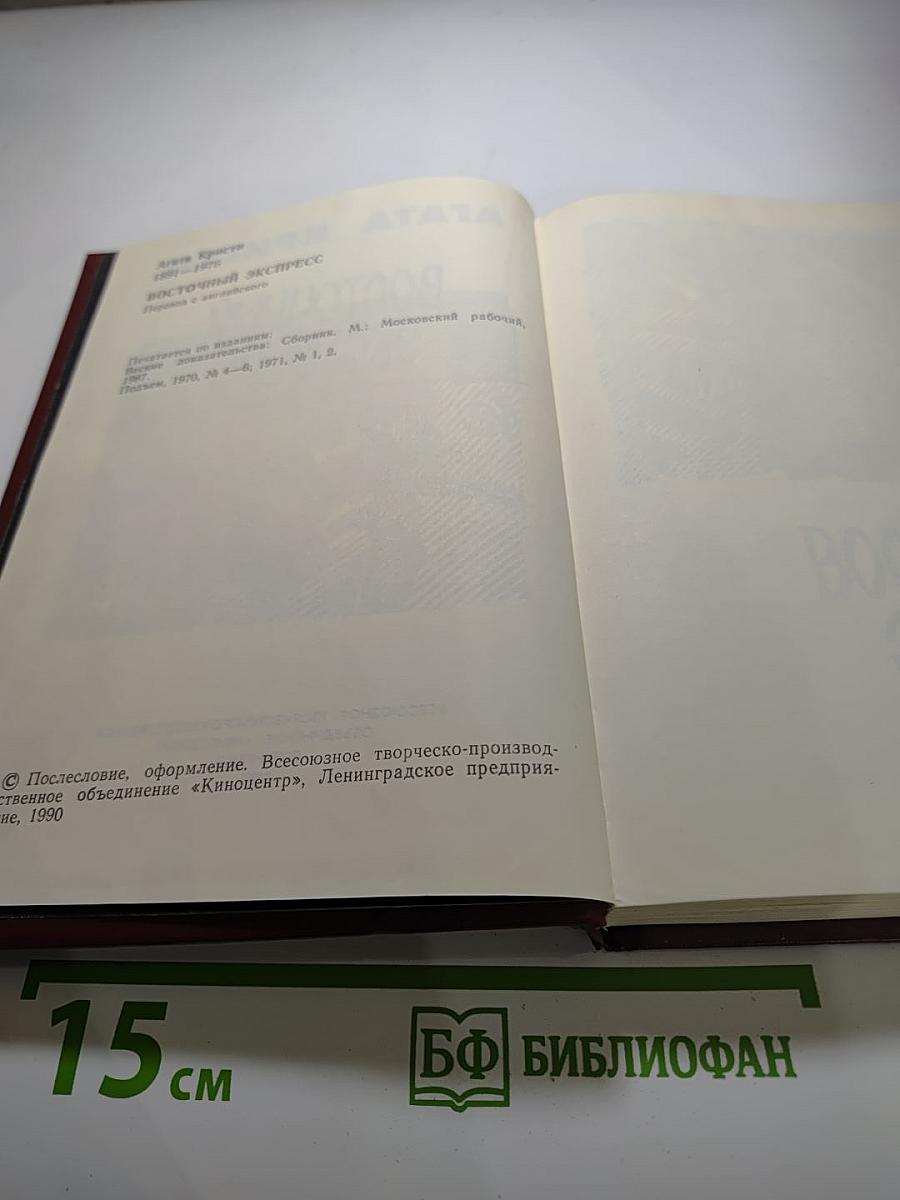 Агата Кристи
1891—1976
ВОСТОЧНЫЙ ЭКСПРЕСС
Перевод с английского
Печатается по изданиям:
Веские доказательства: Сборник. М.: Московский рабочий,
1987.
Подъем, 1970, № 4—6; 1971, № 1, 2.
© Послесловие, оформление. Всесоюзное творческо-производ-
ственное объединение «Киноцентр», Ленинградское предприя-
ие, 1990
15 см
БФ БИБЛИОФАН